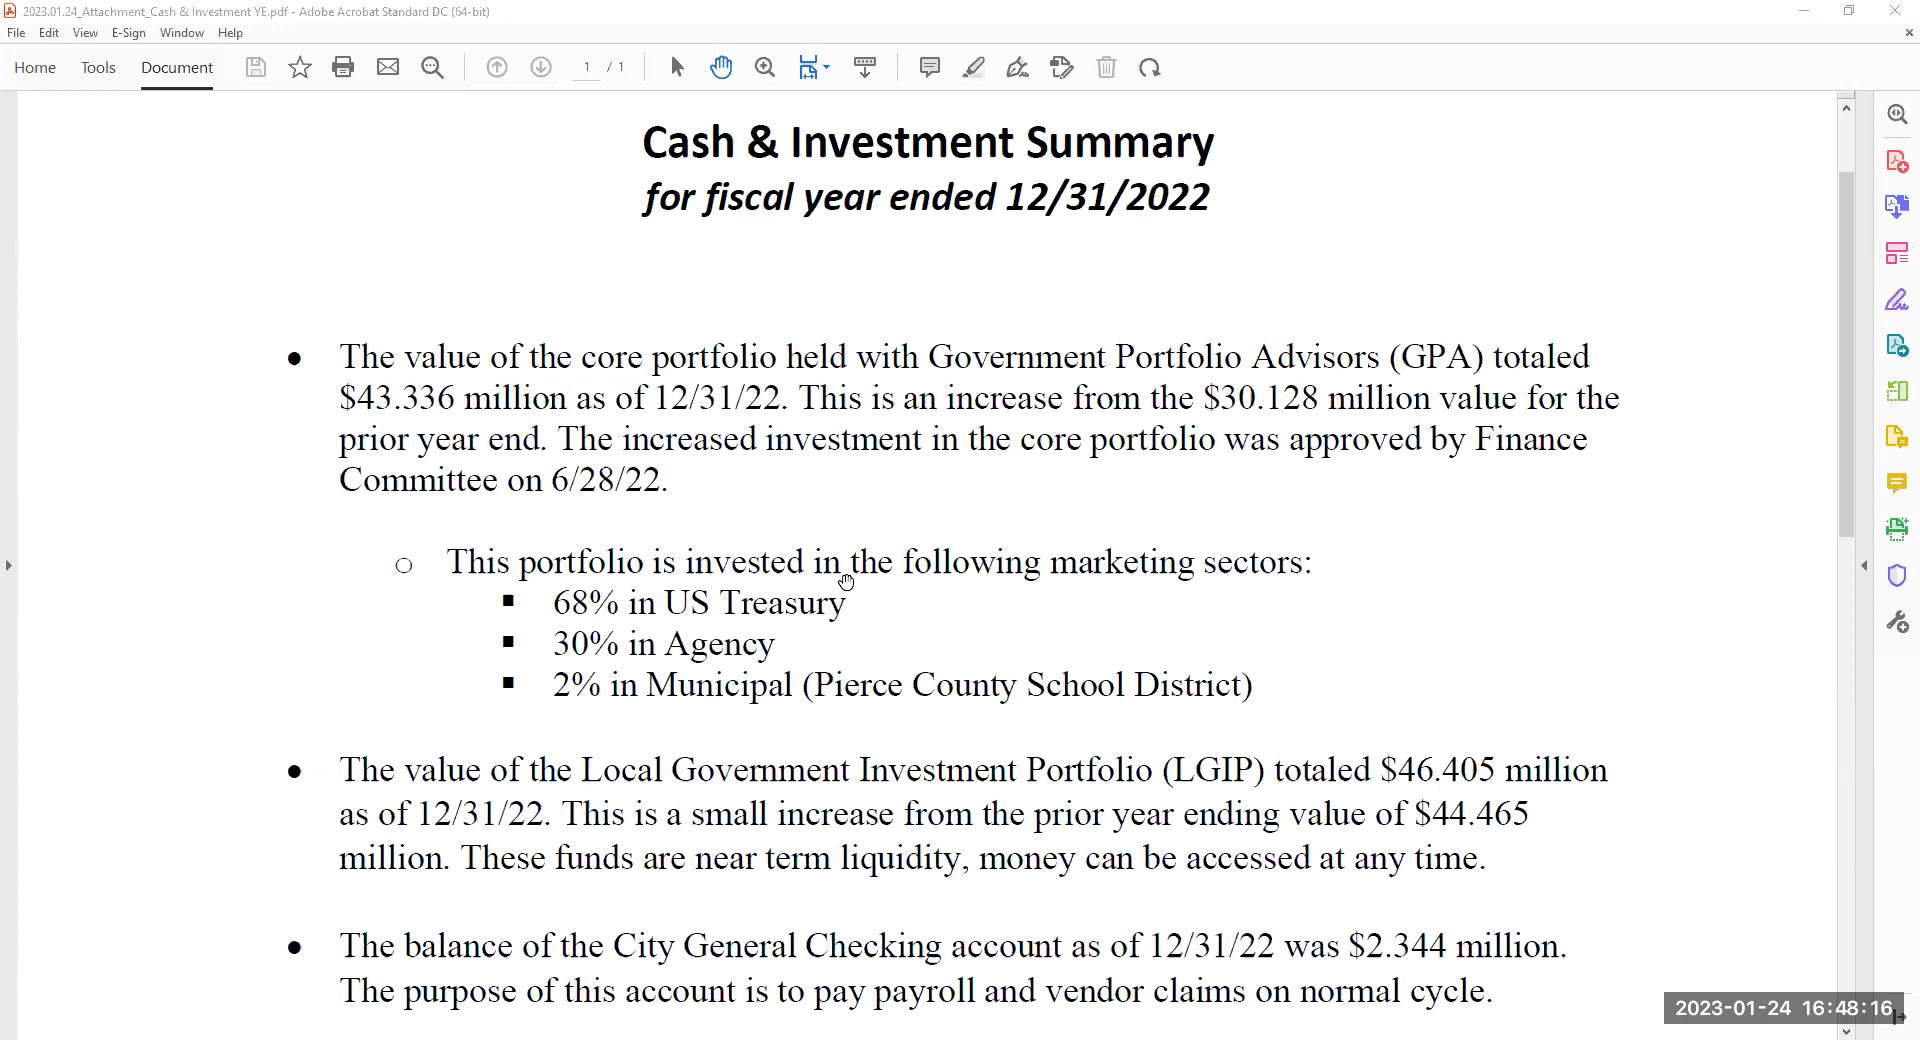 2023.01.24_Attachment_Cash & Investment YE.pdf - Adobe Acrobat Standard DC (64-bit)
File Edit View E-Sign Window Help
Home Tools Document 1 / 1
Cash & Investment Summary
for fiscal year ended 12/31/2022
• The value of the core portfolio held with Government Portfolio Advisors (GPA) totaled
$43.336 million as of 12/31/22. This is an increase from the $30.128 million value for the
prior year end. The increased investment in the core portfolio was approved by Finance
Committee on 6/28/22.
○ This portfolio is invested in the following marketing sectors:
▪ 68% in US Treasury
▪ 30% in Agency
▪ 2% in Municipal (Pierce County School District)
• The value of the Local Government Investment Portfolio (LGIP) totaled $46.405 million
as of 12/31/22. This is a small increase from the prior year ending value of $44.465
million. These funds are near term liquidity, money can be accessed at any time.
• The balance of the City General Checking account as of 12/31/22 was $2.344 million.
The purpose of this account is to pay payroll and vendor claims on normal cycle.
2023-01-24 16:48:16